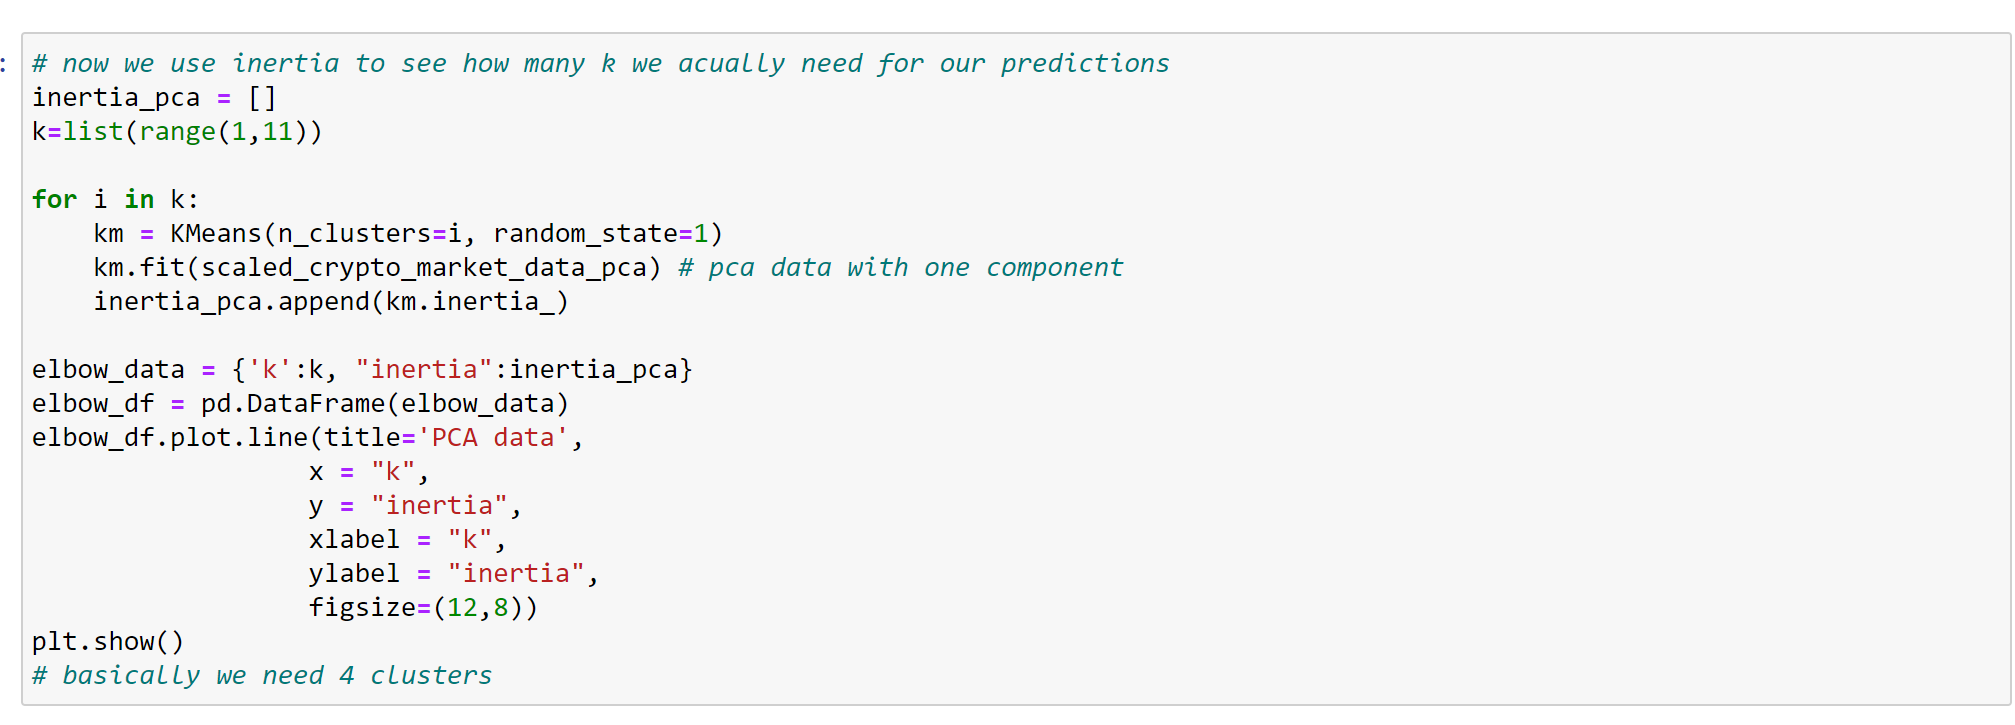 :
# now we use inertia to see how many k we acually need for our predictions
inertia_pca = []
k=list(range(1,11))

for i in k:
    km = KMeans(n_clusters=i, random_state=1)
    km.fit(scaled_crypto_market_data_pca) # pca data with one component
    inertia_pca.append(km.inertia_)

elbow_data = {'k':k, "inertia":inertia_pca}
elbow_df = pd.DataFrame(elbow_data)
elbow_df.plot.line(title='PCA data',
                  x = "k",
                  y = "inertia",
                  xlabel = "k",
                  ylabel = "inertia",
                  figsize=(12,8))
plt.show()
# basically we need 4 clusters